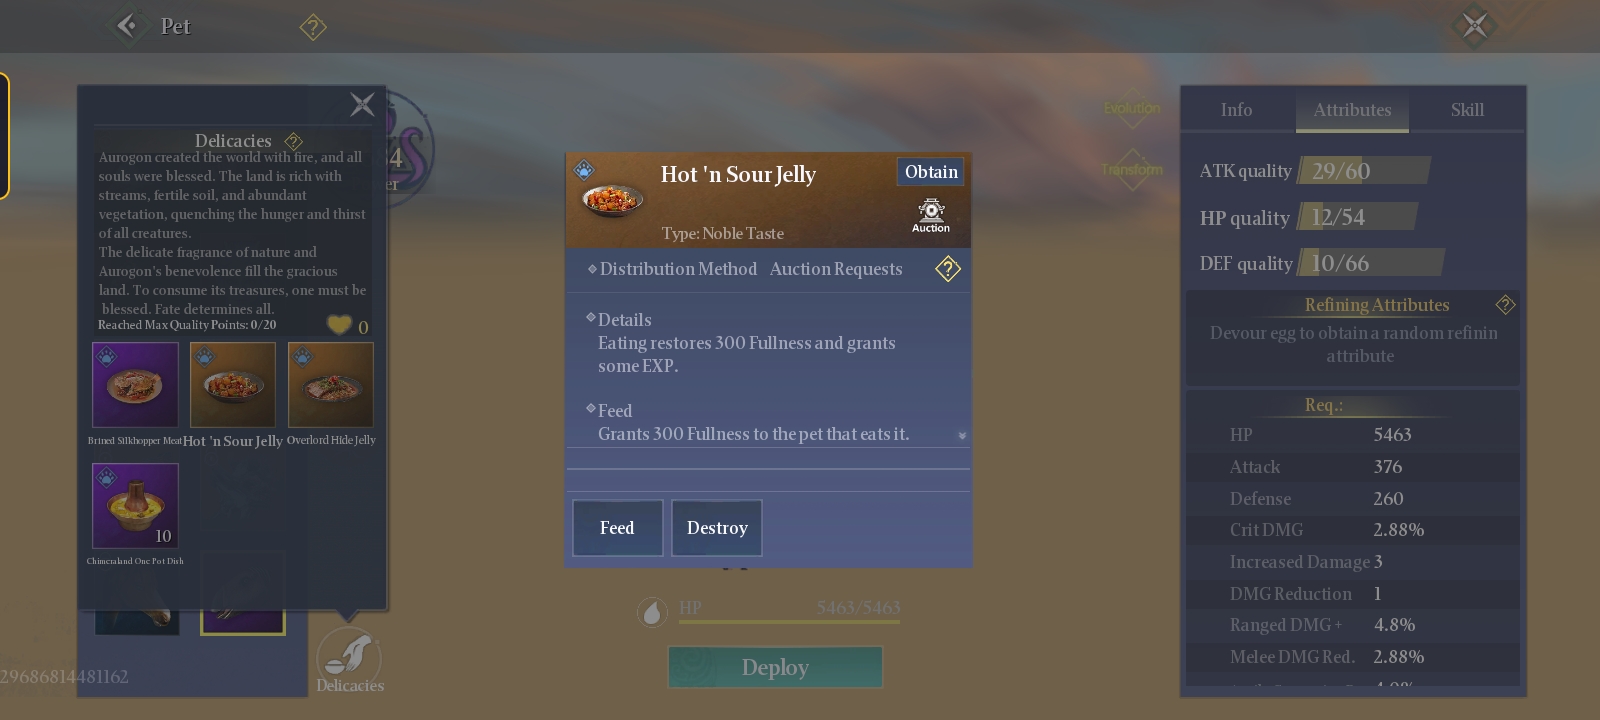 Pet
Delicacies
Aurogon created the world with fire, and all
souls were blessed. The land is rich with
streams, fertile soil, and abundant
vegetation, quenching the hunger and thirst
of all creatures.
The delicate fragrance of nature and
Aurogon's benevolence fill the gracious
land. To consume its treasures, one must be
blessed. Fate determines all.
Reached Max Quality Points: 0/20
0
Brined Silkhopper Meat
Hot 'n Sour Jelly
Overlord Hide Jelly
10
Chimeraland One Pot Dish
Delicacies
29686814481162
Hot 'n Sour Jelly
Obtain
Auction
Type: Noble Taste
Distribution Method Auction Requests
Details
Eating restores 300 Fullness and grants
some EXP.
Feed
Grants 300 Fullness to the pet that eats it.
Feed
Destroy
HP 5463/5463
Deploy
Evolution
Transform
Info
Attributes
Skill
ATK quality 29/60
HP quality 12/54
DEF quality 10/66
Refining Attributes
Devour egg to obtain a random refinin
attribute
Req.:
HP 5463
Attack 376
Defense 260
Crit DMG 2.88%
Increased Damage 3
DMG Reduction 1
Ranged DMG + 4.8%
Melee DMG Red. 2.88%